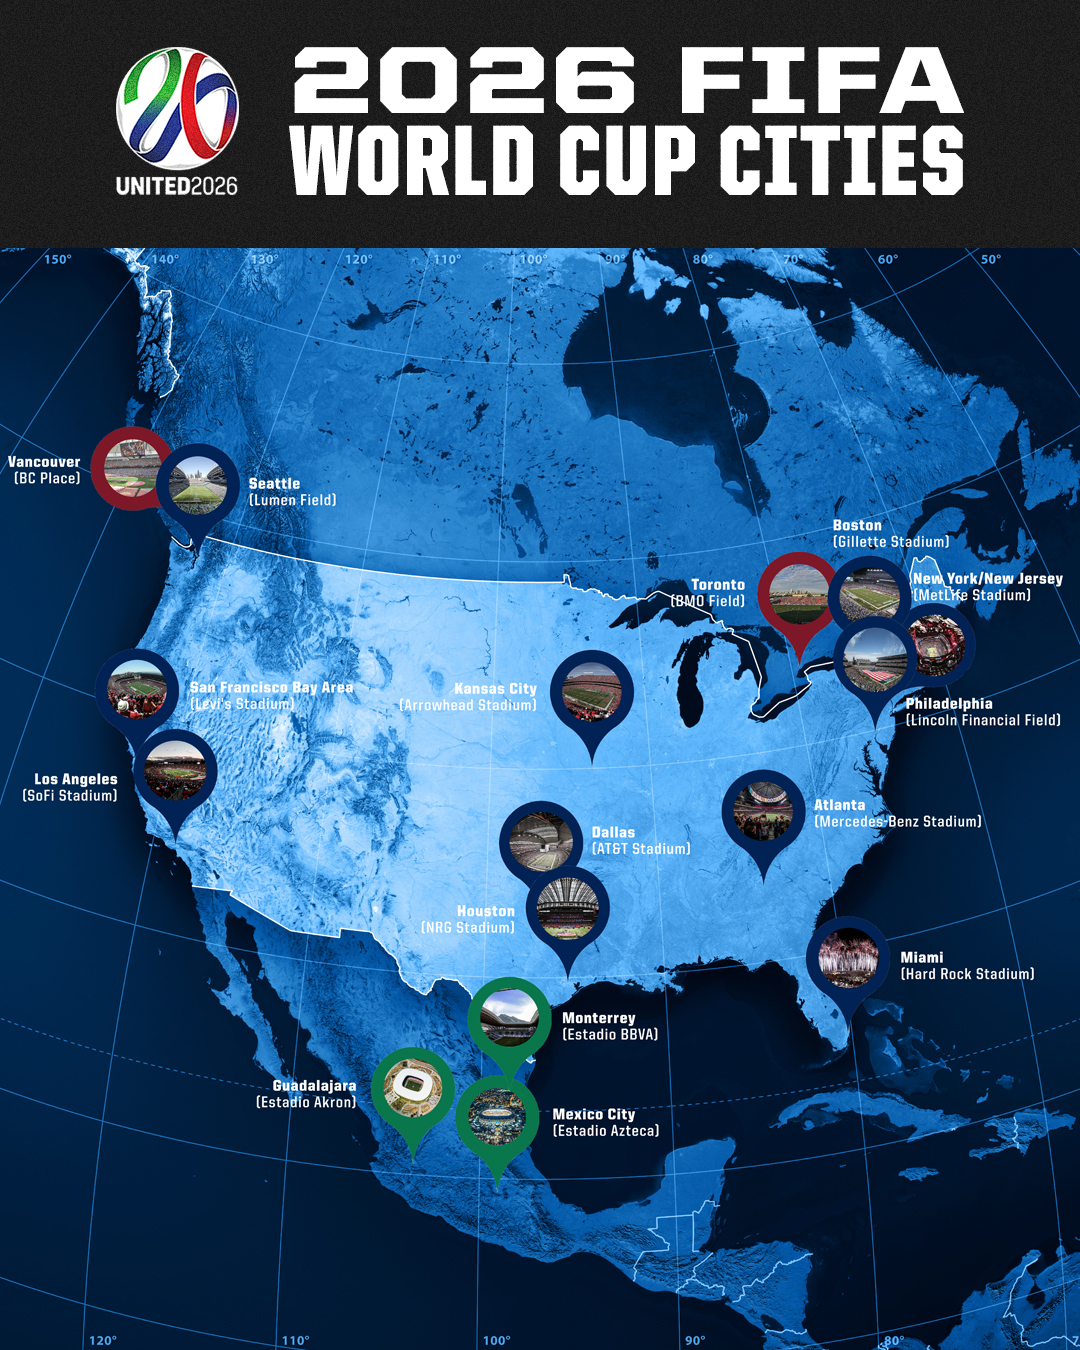 2026 FIFA
WORLD CUP CITIES
UNITED2026
150°
140°
130°
120°
110°
100°
90°
80°
70°
60°
50°
Vancouver
(BC Place)
Seattle
(Lumen Field)
Boston
(Gillette Stadium)
Toronto
(BMO Field)
New York/New Jersey
(MetLife Stadium)
San Francisco Bay Area
(Levi's Stadium)
Kansas City
(Arrowhead Stadium)
Philadelphia
(Lincoln Financial Field)
Los Angeles
(SoFi Stadium)
Atlanta
(Mercedes-Benz Stadium)
Dallas
(AT&T Stadium)
Houston
(NRG Stadium)
Miami
(Hard Rock Stadium)
Monterrey
(Estadio BBVA)
Guadalajara
(Estadio Akron)
Mexico City
(Estadio Azteca)
120°
110°
100°
90°
80°